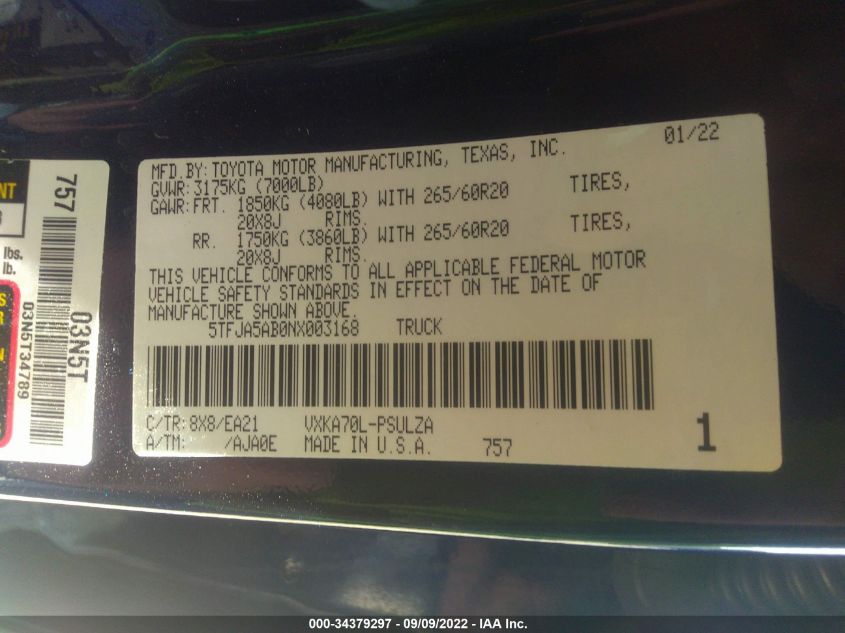 MFD.BY:TOYOTA MOTOR MANUFACTURING, TEXAS, INC. 01/22
GVWR:3175KG (7000LB)
GAWR:FRT. 1850KG (4080LB) WITH 265/60R20 TIRES,
20X8J RIMS.
RR. 1750KG (3860LB) WITH 265/60R20 TIRES,
20X8J RIMS.
THIS VEHICLE CONFORMS TO ALL APPLICABLE FEDERAL MOTOR
VEHICLE SAFETY STANDARDS IN EFFECT ON THE DATE OF
MANUFACTURE SHOWN ABOVE.
5TFJA5AB0NX003168 TRUCK
C/TR:8X8/EA21 VXKA70L-PSULZA
A/TM: /AJA0E MADE IN U.S.A. 757
1
757
03N5T
03N5T34789
NT
lbs.
lb.
S
R
N
000-34379297 - 09/09/2022 - IAA Inc.